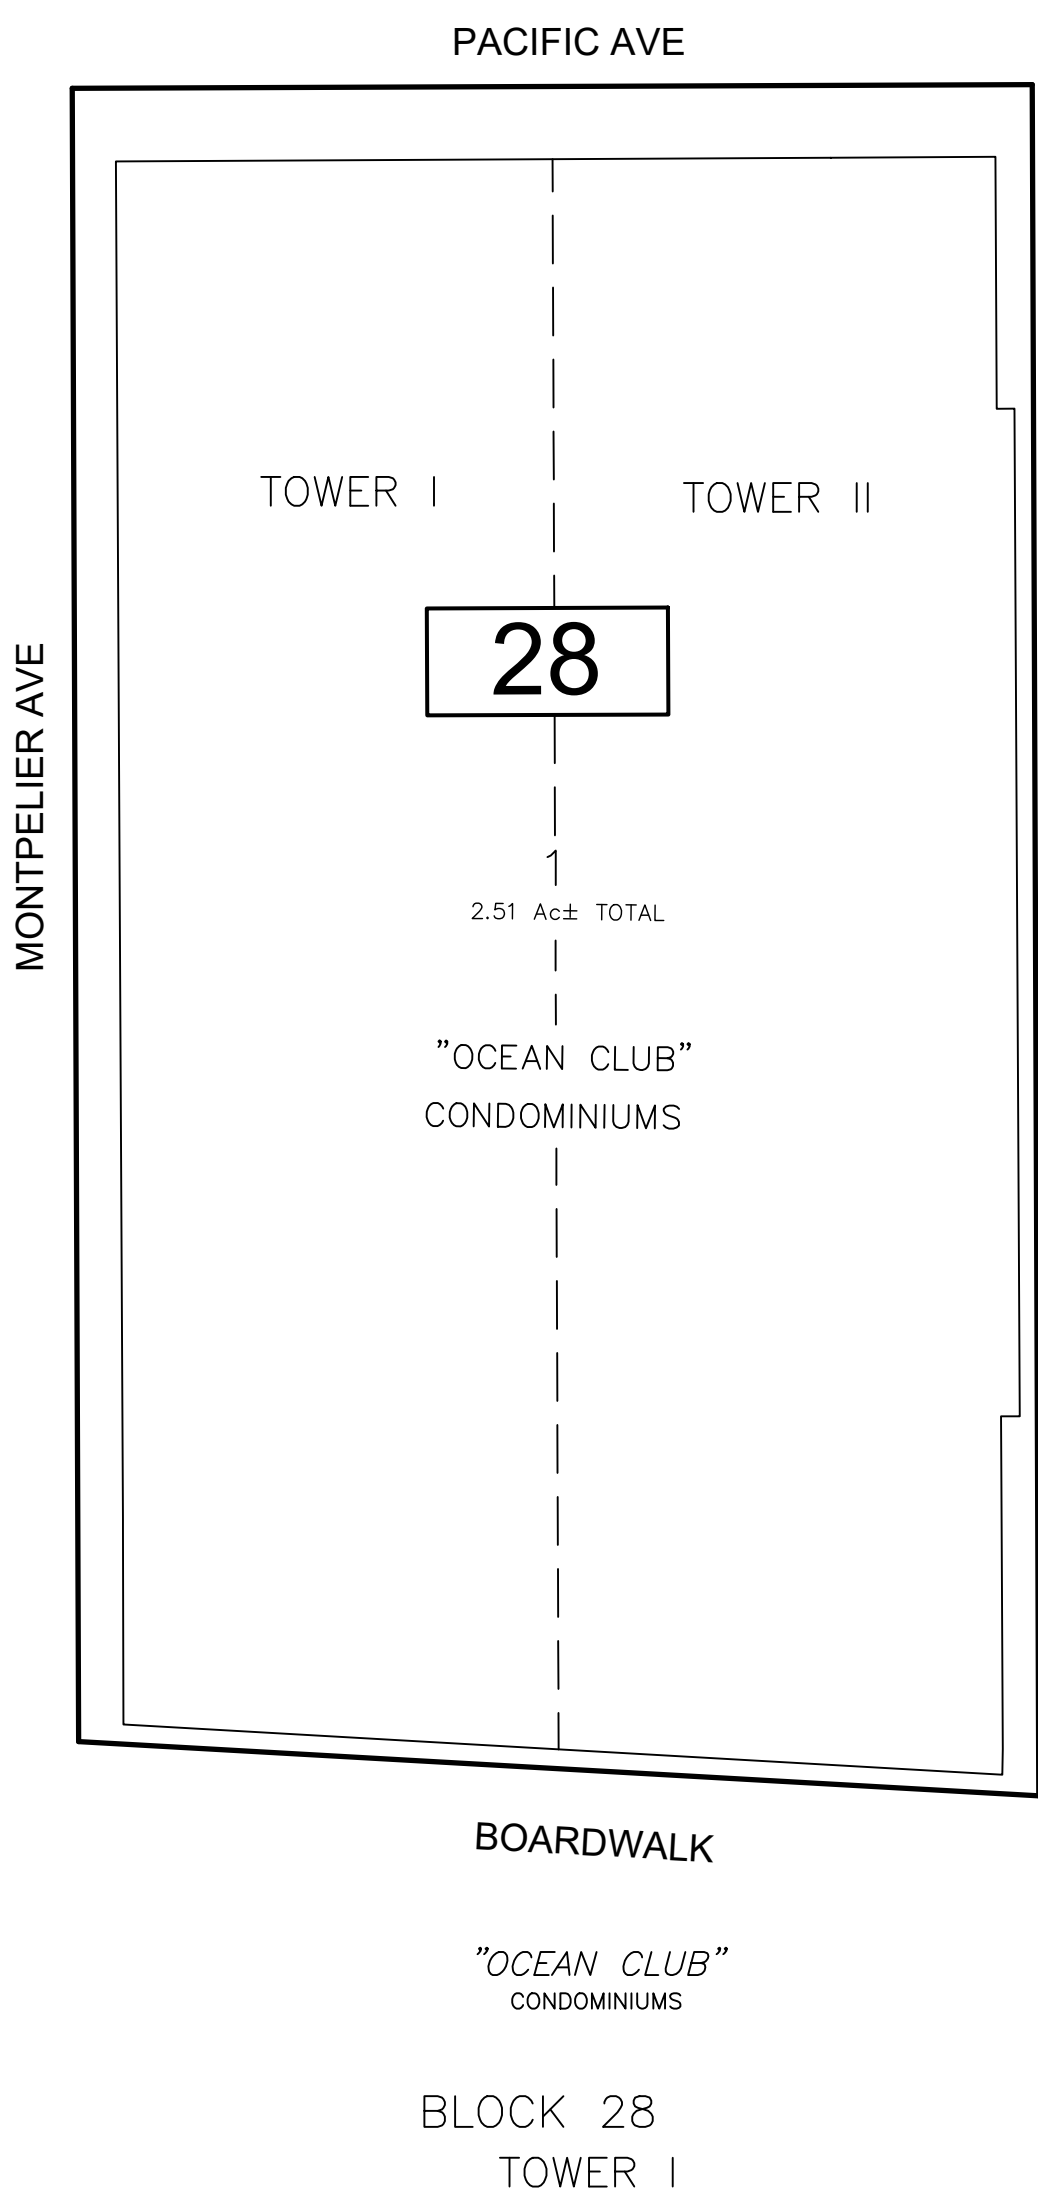 PACIFIC AVE
TOWER I
TOWER II
28
MONTPELIER AVE
1
2.51 Ac± TOTAL
"OCEAN CLUB"
CONDOMINIUMS
BOARDWALK
"OCEAN CLUB"
CONDOMINIUMS
BLOCK 28
TOWER I